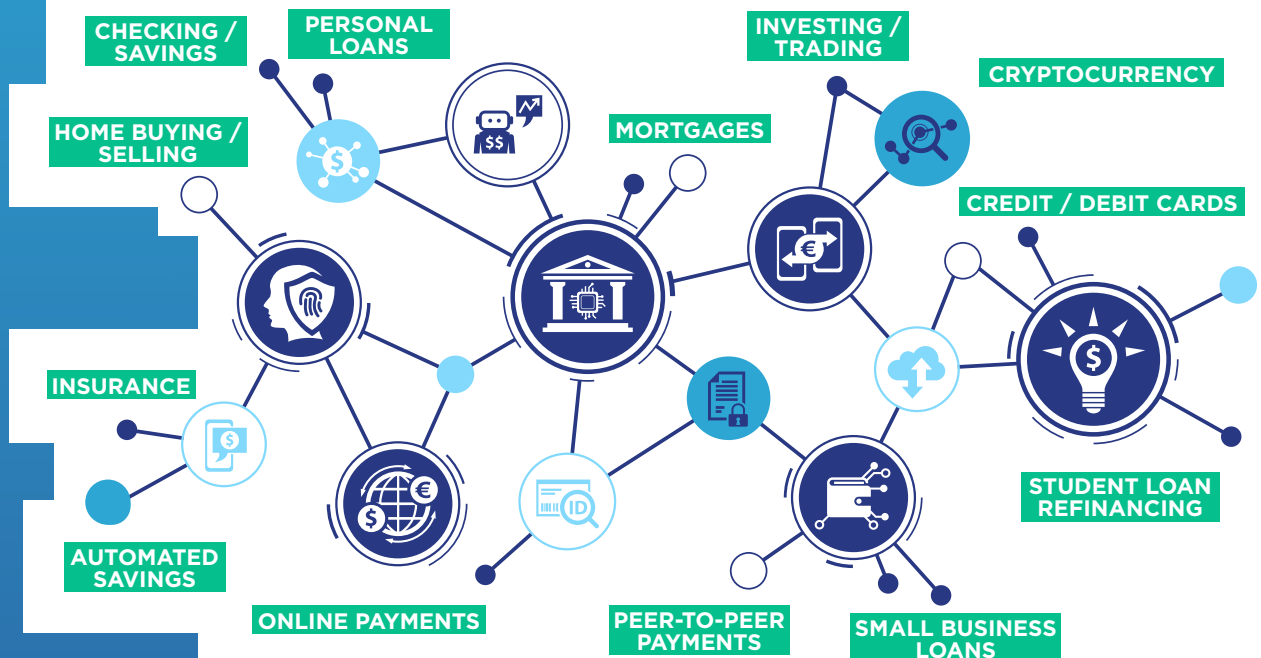 CHECKING /
SAVINGS
PERSONAL
LOANS
INVESTING /
TRADING
CRYPTOCURRENCY
HOME BUYING /
SELLING
MORTGAGES
$$
$
€
CREDIT / DEBIT CARDS
INSURANCE
$
$
€
$
ID
STUDENT LOAN
REFINANCING
AUTOMATED
SAVINGS
ONLINE PAYMENTS
PEER-TO-PEER
PAYMENTS
SMALL BUSINESS
LOANS